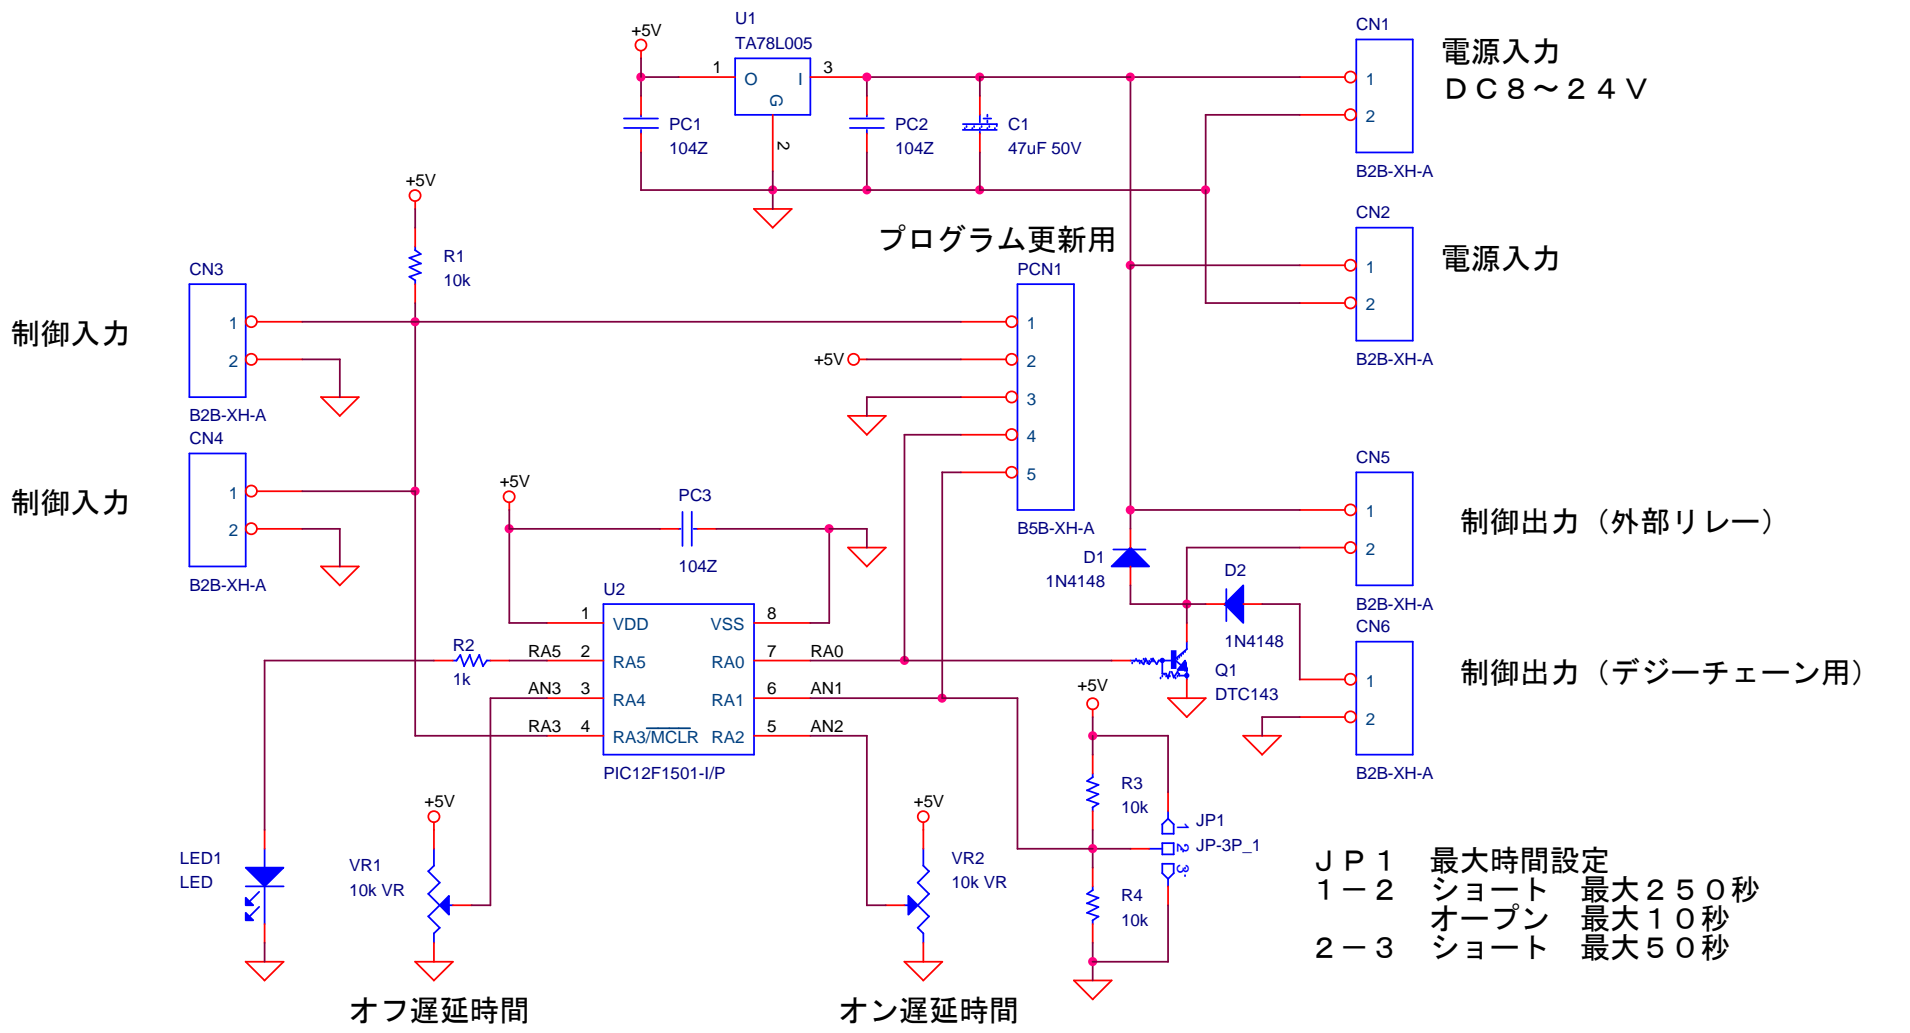 +5V
U1
TA78L005
1
O
I
3
G
2
PC1
104Z
PC2
104Z
C1
47uF 50V
CN1
1
2
B2B-XH-A
電源入力
DC8～24V
CN2
1
2
B2B-XH-A
電源入力
+5V
R1
10k
プログラム更新用
PCN1
1
2
3
4
5
B5B-XH-A
+5V
制御入力
CN3
1
2
B2B-XH-A
制御入力
CN4
1
2
B2B-XH-A
+5V
PC3
104Z
U2
1
VDD
VSS
8
RA5
2
RA5
RA0
7
RA0
AN3
3
RA4
RA1
6
AN1
RA3
4
RA3/MCLR
RA2
5
AN2
PIC12F1501-I/P
R2
1k
D1
1N4148
D2
1N4148
Q1
DTC143
CN5
1
2
B2B-XH-A
制御出力（外部リレー）
CN6
1
2
B2B-XH-A
制御出力（デジーチェーン用）
LED1
LED
+5V
VR1
10k VR
オフ遅延時間
+5V
VR2
10k VR
オン遅延時間
+5V
R3
10k
R4
10k
JP1
JP-3P_1
1
2
3
JP1　最大時間設定
1－2　ショート　最大250秒
オープン　最大10秒
2－3　ショート　最大50秒